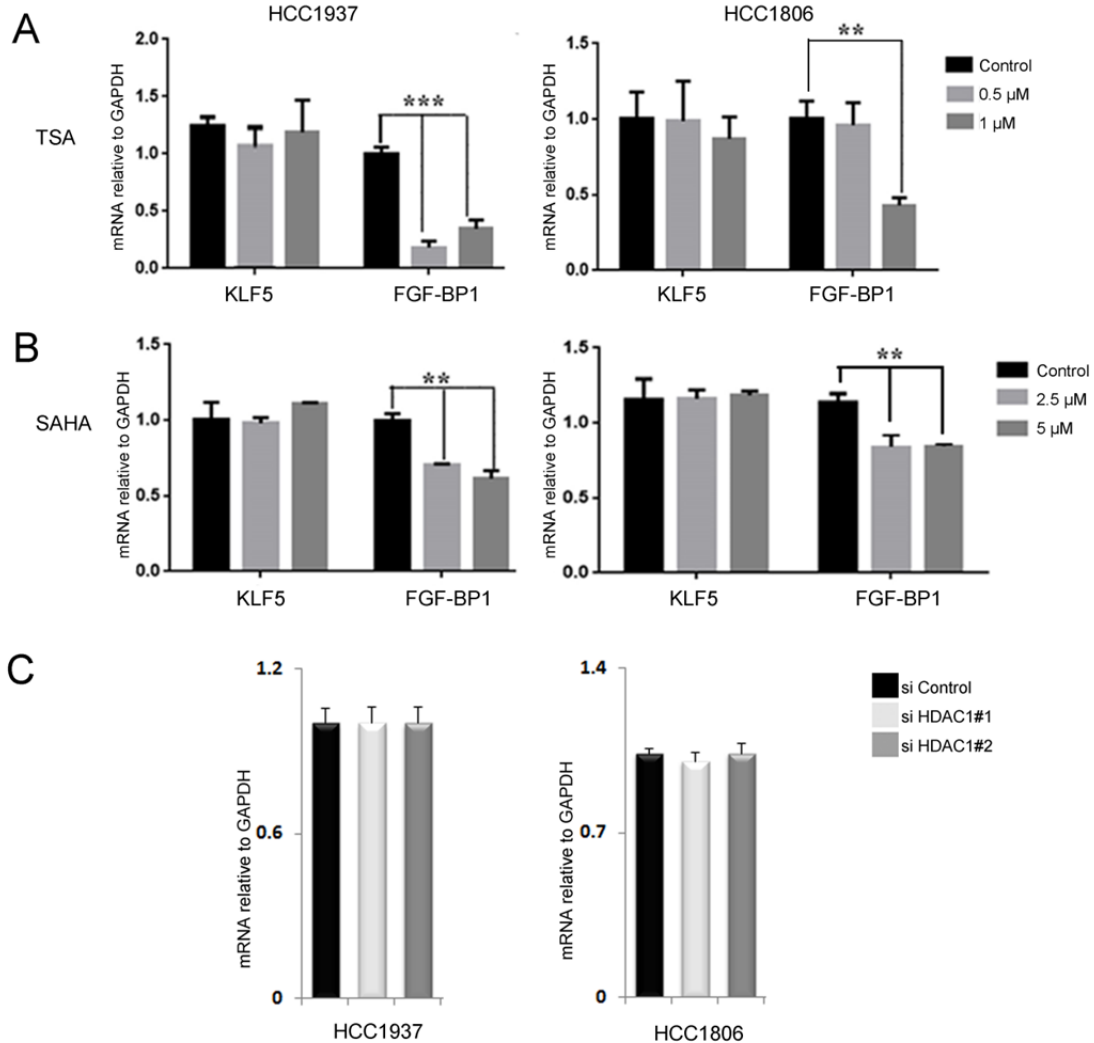 A
HCC1937
HCC1806
TSA
mRNA relative to GAPDH
2.0
1.5
1.0
0.5
0.0
***
KLF5
FGF-BP1
mRNA relative to GAPDH
1.5
1.0
0.5
0.0
**
KLF5
FGF-BP1
Control
0.5 µM
1 µM
B
SAHA
mRNA relative to GAPDH
1.5
1.0
0.5
0.0
**
KLF5
FGF-BP1
mRNA relative to GAPDH
1.5
1.0
0.5
0.0
**
KLF5
FGF-BP1
Control
2.5 µM
5 µM
C
mRNA relative to GAPDH
1.2
0.6
0
HCC1937
mRNA relative to GAPDH
1.4
0.7
0
HCC1806
si Control
si HDAC1#1
si HDAC1#2